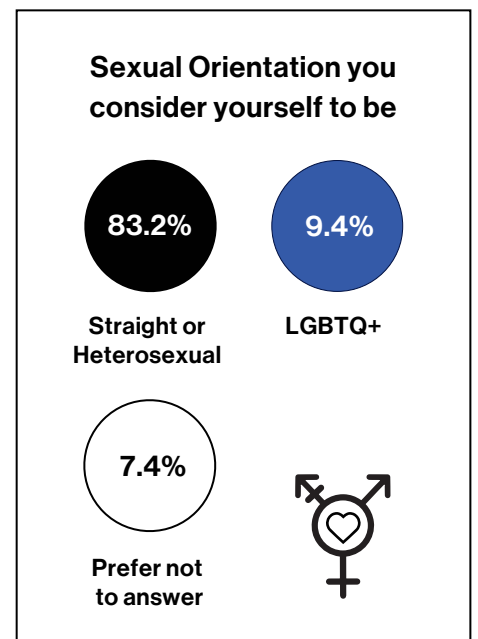 Sexual Orientation you
consider yourself to be
83.2%
Straight or
Heterosexual
9.4%
LGBTQ+
7.4%
Prefer not
to answer